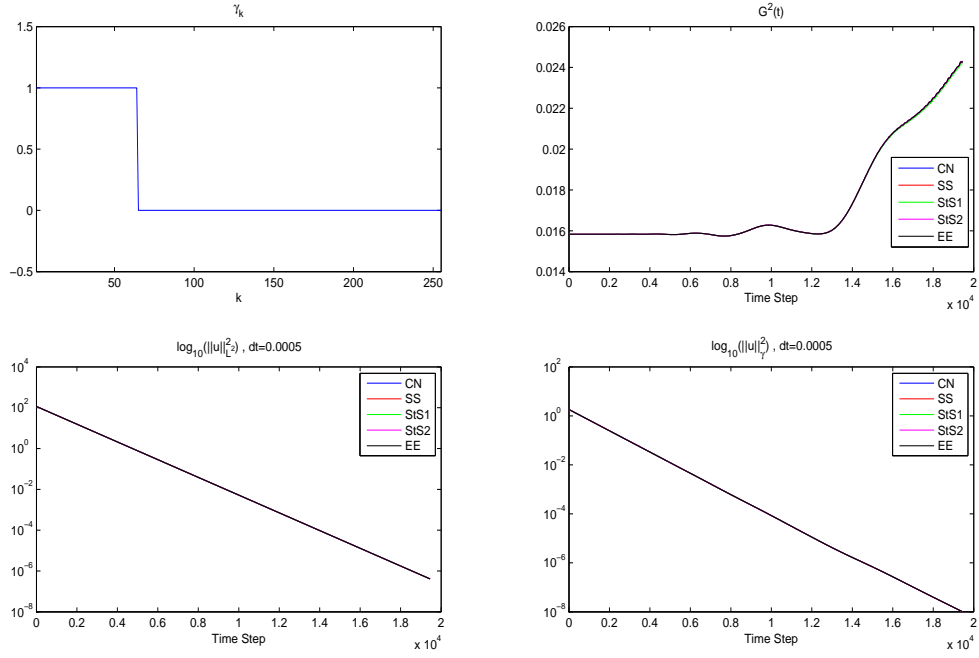 γk
1.5
1
0.5
0
−0.5
50
100
150
200
250
k
G²(t)
0.026
0.024
0.022
0.02
0.018
0.016
0.014
CN
SS
StS1
StS2
EE
0
0.2
0.4
0.6
0.8
1
1.2
1.4
1.6
1.8
2
Time Step
x 10⁴
log₁₀(||u||²_L²) , dt=0.0005
10⁴
10²
10⁰
10⁻²
10⁻⁴
10⁻⁶
10⁻⁸
CN
SS
StS1
StS2
EE
0
0.2
0.4
0.6
0.8
1
1.2
1.4
1.6
1.8
2
Time Step
x 10⁴
log₁₀(||u||²_γ) , dt=0.0005
10²
10⁰
10⁻²
10⁻⁴
10⁻⁶
10⁻⁸
CN
SS
StS1
StS2
EE
0
0.2
0.4
0.6
0.8
1
1.2
1.4
1.6
1.8
2
Time Step
x 10⁴